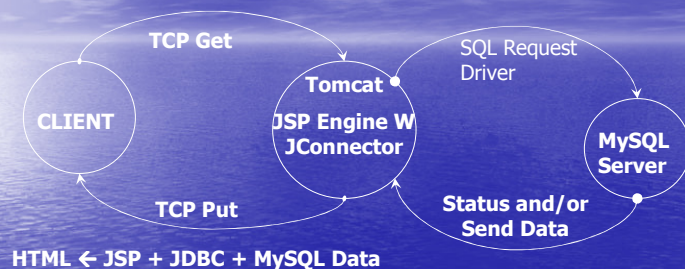 TCP Get
SQL Request
Driver
Tomcat
CLIENT
JSP Engine W
JConnector
MySQL
Server
TCP Put
Status and/or
Send Data
HTML ← JSP + JDBC + MySQL Data